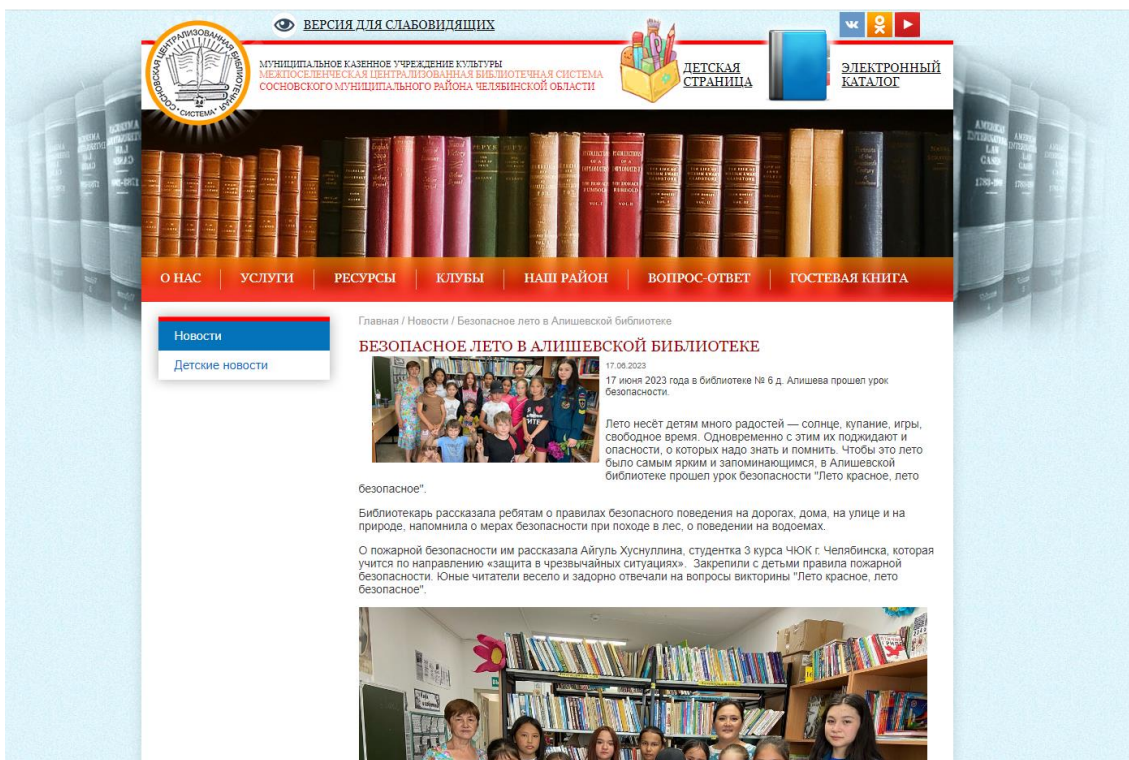 ВЕРСИЯ ДЛЯ СЛАБОВИДЯЩИХ
СОСНОВСКАЯ ЦЕНТРАЛИЗОВАННАЯ БИБЛИОТЕЧНАЯ СИСТЕМА
МУНИЦИПАЛЬНОЕ КАЗЕННОЕ УЧРЕЖДЕНИЕ КУЛЬТУРЫ
МЕЖПОСЕЛЕНЧЕСКАЯ ЦЕНТРАЛИЗОВАННАЯ БИБЛИОТЕЧНАЯ СИСТЕМА
СОСНОВСКОГО МУНИЦИПАЛЬНОГО РАЙОНА ЧЕЛЯБИНСКОЙ ОБЛАСТИ
ДЕТСКАЯ
СТРАНИЦА
ЭЛЕКТРОННЫЙ
КАТАЛОГ
О НАС
УСЛУГИ
РЕСУРСЫ
КЛУБЫ
НАШ РАЙОН
ВОПРОС-ОТВЕТ
ГОСТЕВАЯ КНИГА
Новости
Детские новости
Главная / Новости / Безопасное лето в Алишевской библиотеке
БЕЗОПАСНОЕ ЛЕТО В АЛИШЕВСКОЙ БИБЛИОТЕКЕ
17.06.2023
17 июня 2023 года в библиотеке № 6 д. Алишева прошел урок
безопасности.
Лето несёт детям много радостей — солнце, купание, игры,
свободное время. Одновременно с этим их поджидают и
опасности, о которых надо знать и помнить. Чтобы это лето
было самым ярким и запоминающимся, в Алишевской
библиотеке прошел урок безопасности "Лето красное, лето
безопасное".
Библиотекарь рассказала ребятам о правилах безопасного поведения на дорогах, дома, на улице и на
природе, напомнила о мерах безопасности при походе в лес, о поведении на водоемах.
О пожарной безопасности им рассказала Айгуль Хуснуллина, студентка 3 курса ЧЮК г. Челябинска, которая
учится по направлению «защита в чрезвычайных ситуациях». Закрепили с детьми правила пожарной
безопасности. Юные читатели весело и задорно отвечали на вопросы викторины "Лето красное, лето
безопасное".